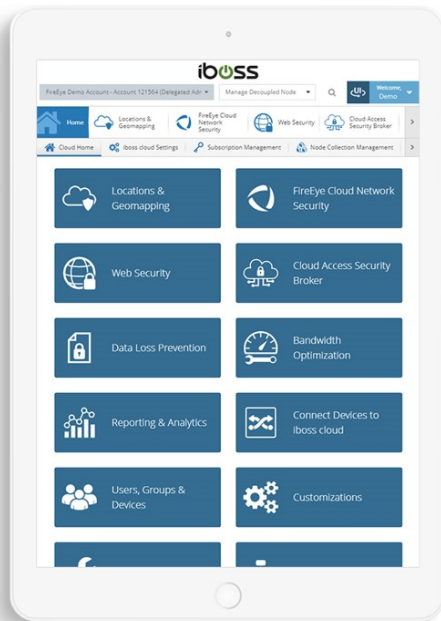 iboss
FireEye Demo Account - Account 121564 (Delegated Adr
Manage Decoupled Node
Welcome,
Demo
Home
Locations &
Geomapping
FireEye Cloud
Network
Security
Web Security
Cloud Access
Security Broker
Cloud Home
iboss cloud Settings
Subscription Management
Node Collection Management
Locations &
Geomapping
FireEye Cloud Network
Security
Web Security
Cloud Access Security
Broker
Data Loss Prevention
Bandwidth
Optimization
Reporting & Analytics
Connect Devices to
iboss cloud
Users, Groups &
Devices
Customizations